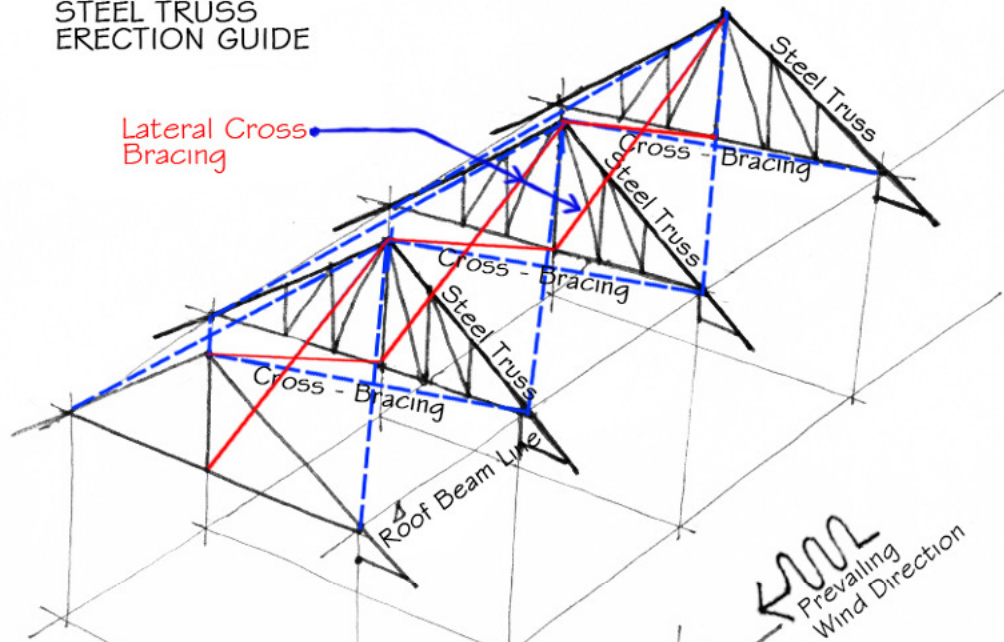 STEEL TRUSS
ERECTION GUIDE
Steel Truss
Lateral Cross
Bracing
Cross - Bracing
Steel Truss
Cross - Bracing
Steel Truss
Cross - Bracing
Roof Beam Line
Prevailing
Wind Direction